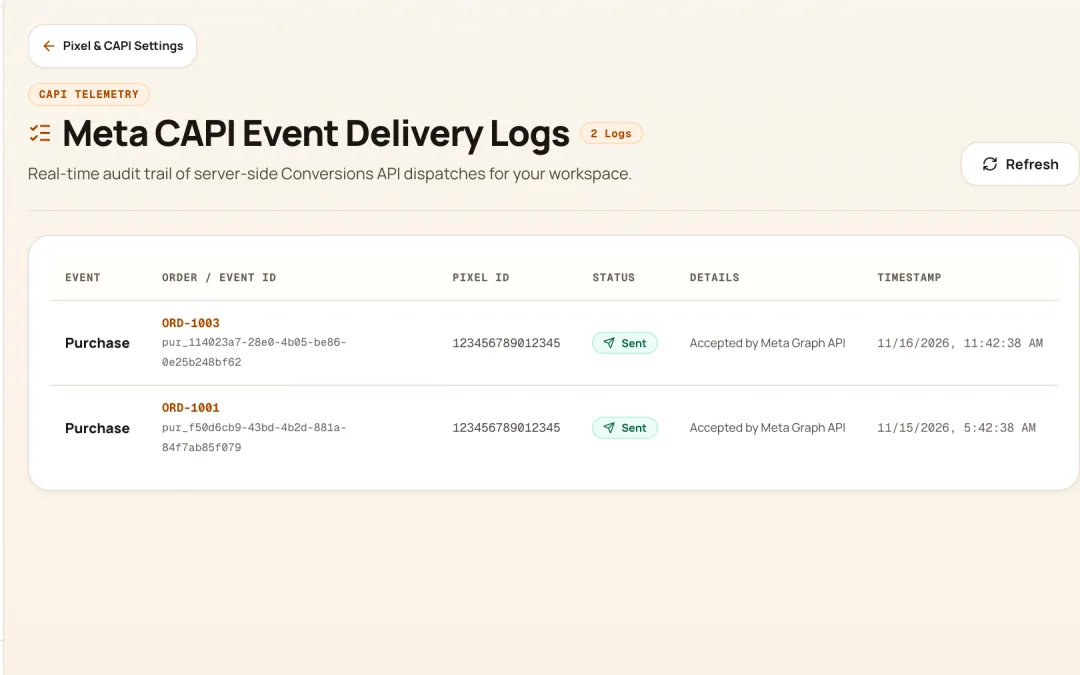 Pixel & CAPI Settings
CAPI TELEMETRY
Meta CAPI Event Delivery Logs
2 Logs
Real-time audit trail of server-side Conversions API dispatches for your workspace.
Refresh
EVENT ORDER / EVENT ID PIXEL ID STATUS DETAILS TIMESTAMP
ORD-1003
Purchase pur_114023a7-28e0-4b05-be86- 123456789012345 Sent Accepted by Meta Graph API 11/16/2026, 11:42:38 AM
0e25b248bf62
ORD-1001
Purchase pur_f50d6cb9-43bd-4b2d-881a- 123456789012345 Sent Accepted by Meta Graph API 11/15/2026, 5:42:38 AM
84f7ab85f079